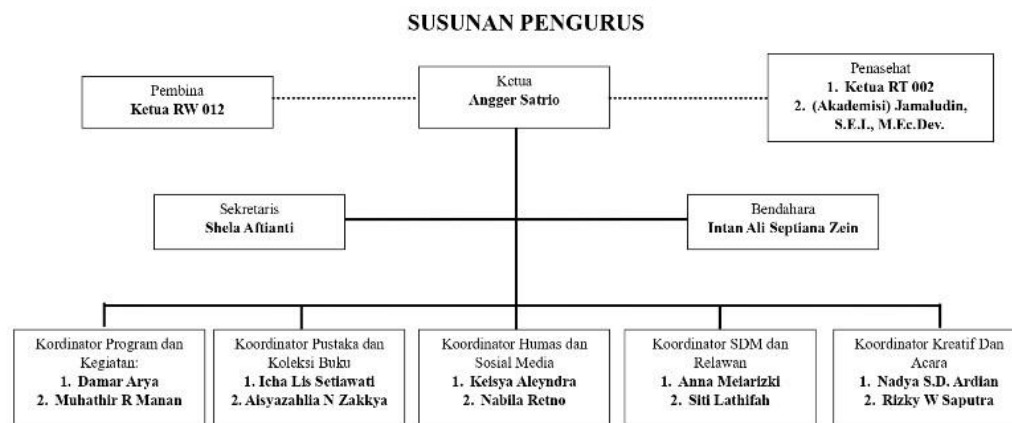 SUSUNAN PENGURUS
Pembina
Ketua RW 012
Ketua
Angger Satrio
Penasehat
1. Ketua RT 002
2. (Akademisi) Jamaludin,
S.E.I., M.Ec.Dev.
Sekretaris
Shela Aftianti
Bendahara
Intan Ali Septiana Zein
Kordinator Program dan
Kegiatan:
1. Damar Arya
2. Muhathir R Manan
Koordinator Pustaka dan
Koleksi Buku
1. Icha Lis Setiawati
2. Aisyazahlia N Zakkya
Koordinator Humas dan
Sosial Media
1. Keisya Aleyndra
2. Nabila Retno
Koordinator SDM dan
Relawan
1. Anna Meiarizki
2. Siti Lathifah
Koordinator Kreatif Dan
Acara
1. Nadya S.D. Ardian
2. Rizky W Saputra